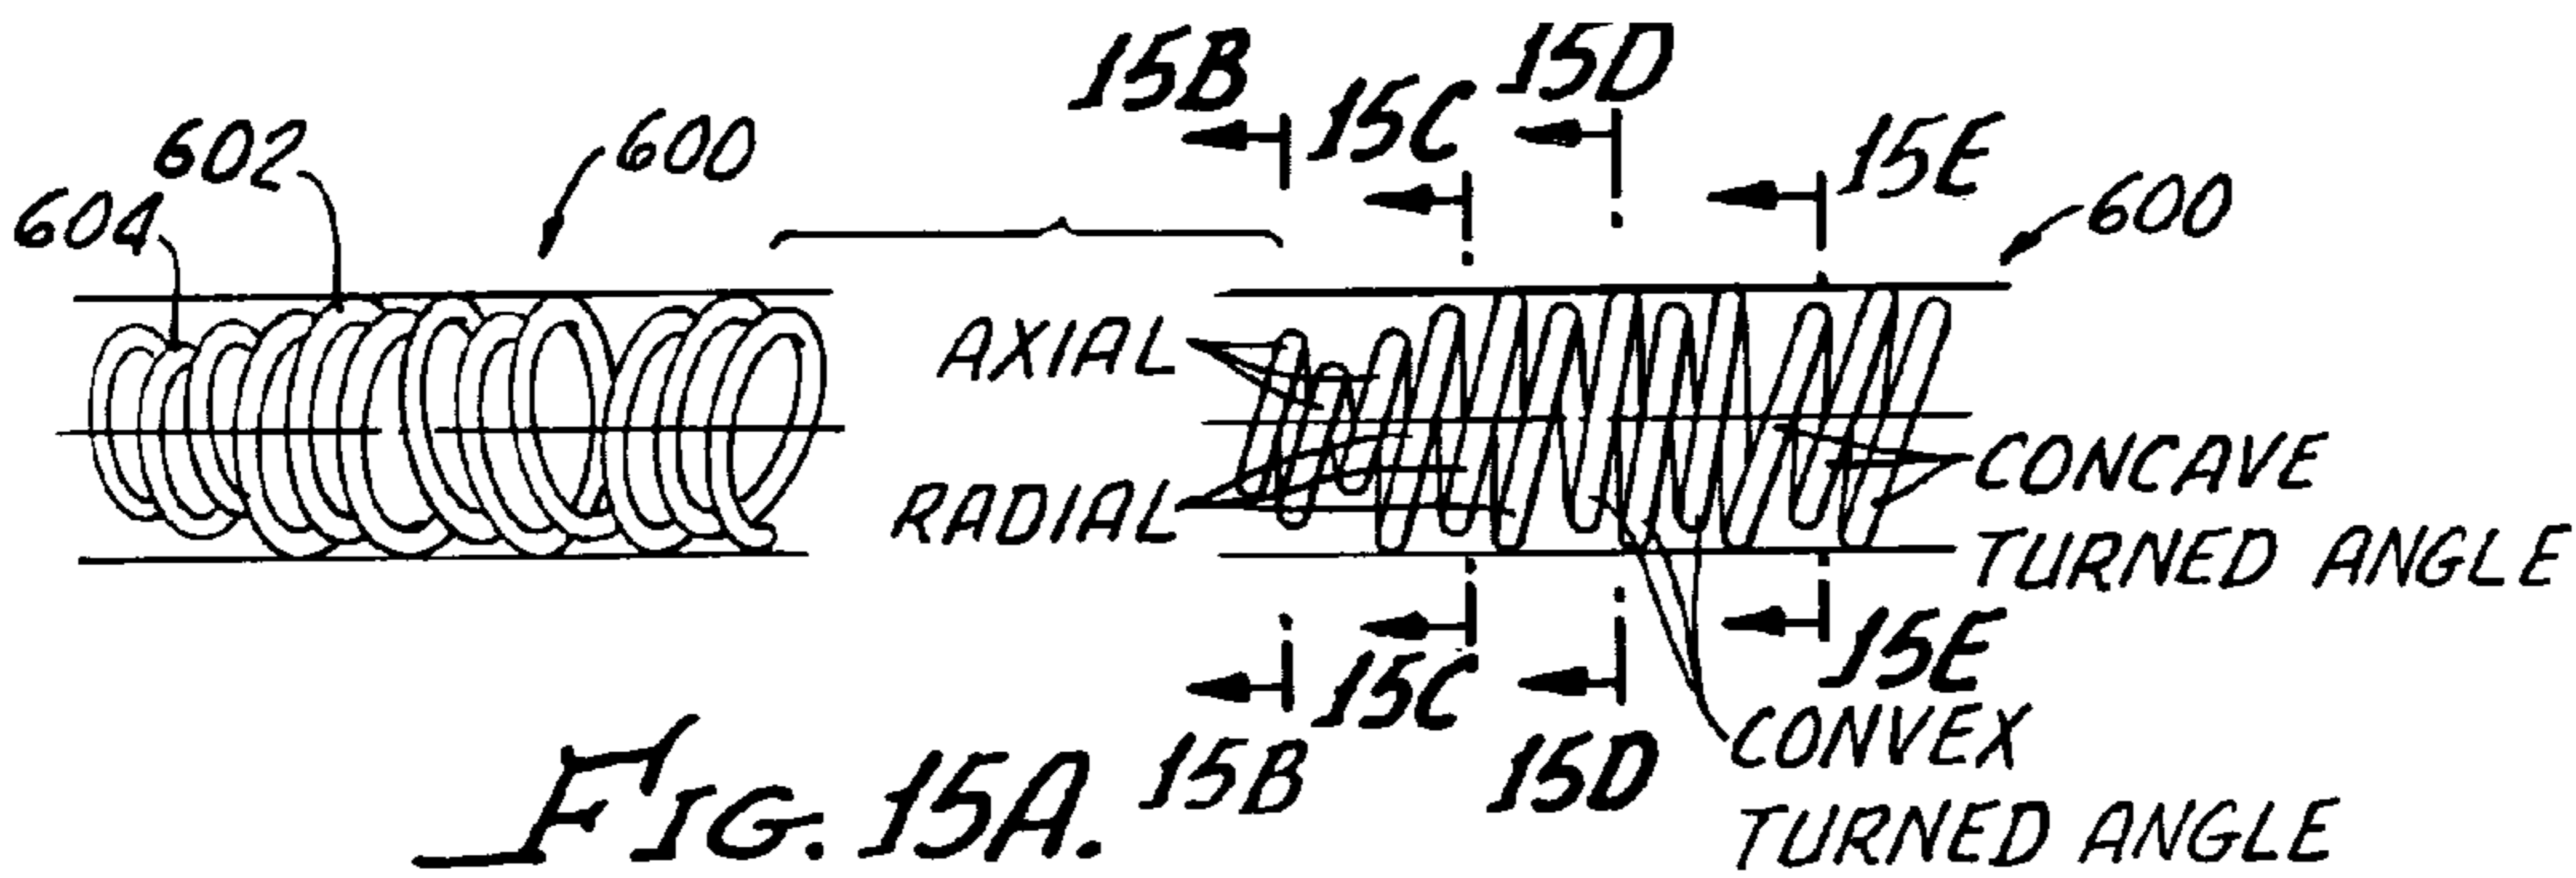 15B
15C
15D
15E
600
602
604
600
AXIAL
RADIAL
CONCAVE
TURNED ANGLE
15B
15C
15D
15E
CONVEX
TURNED ANGLE
FIG. 15A.